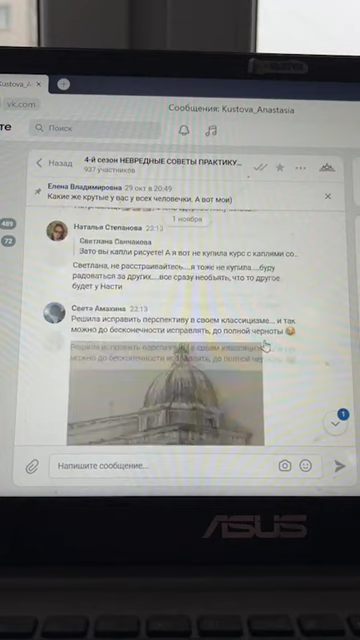 Kustova_A
vk.com
Сообщения: Kustova_Anastasia
те
Поиск
Назад
4-й сезон НЕВРЕДНЫЕ СОВЕТЫ ПРАКТИКУ...
927 участников
Елена Владимировна 29 окт в 20:49
Какие же крутые у вас у всех человечки. А вот мои)
1 ноября
489
72
Наталья Степанова 23:13
Светлана
Зато вы капли рисуете! А я вот не купила курс с каплями со..
Светлана, не расстраивайтесь....я тоже не купила....буду
радоваться за других....все сразу необъять, что то другое
будет у Насти
Света Амахина 23:13
Решила исправить перспективу в своем классицизме... и так
можно до бесконечности исправлять, до полной черноты
1
Напишите сообщение...
ASUS